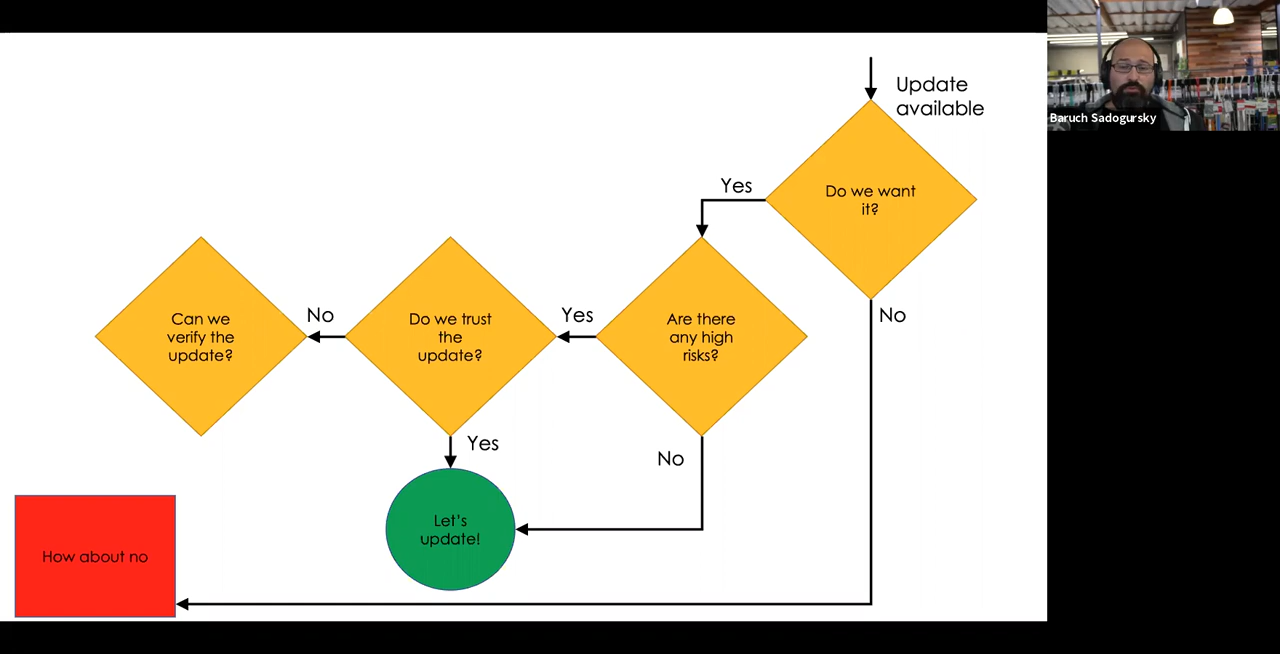 Update
available
Baruch Sadogursky
Do we want
it?
Yes
No
Are there
any high
risks?
Yes
No
Do we trust
the
update?
No
Yes
Can we
verify the
update?
Let's
update!
How about no